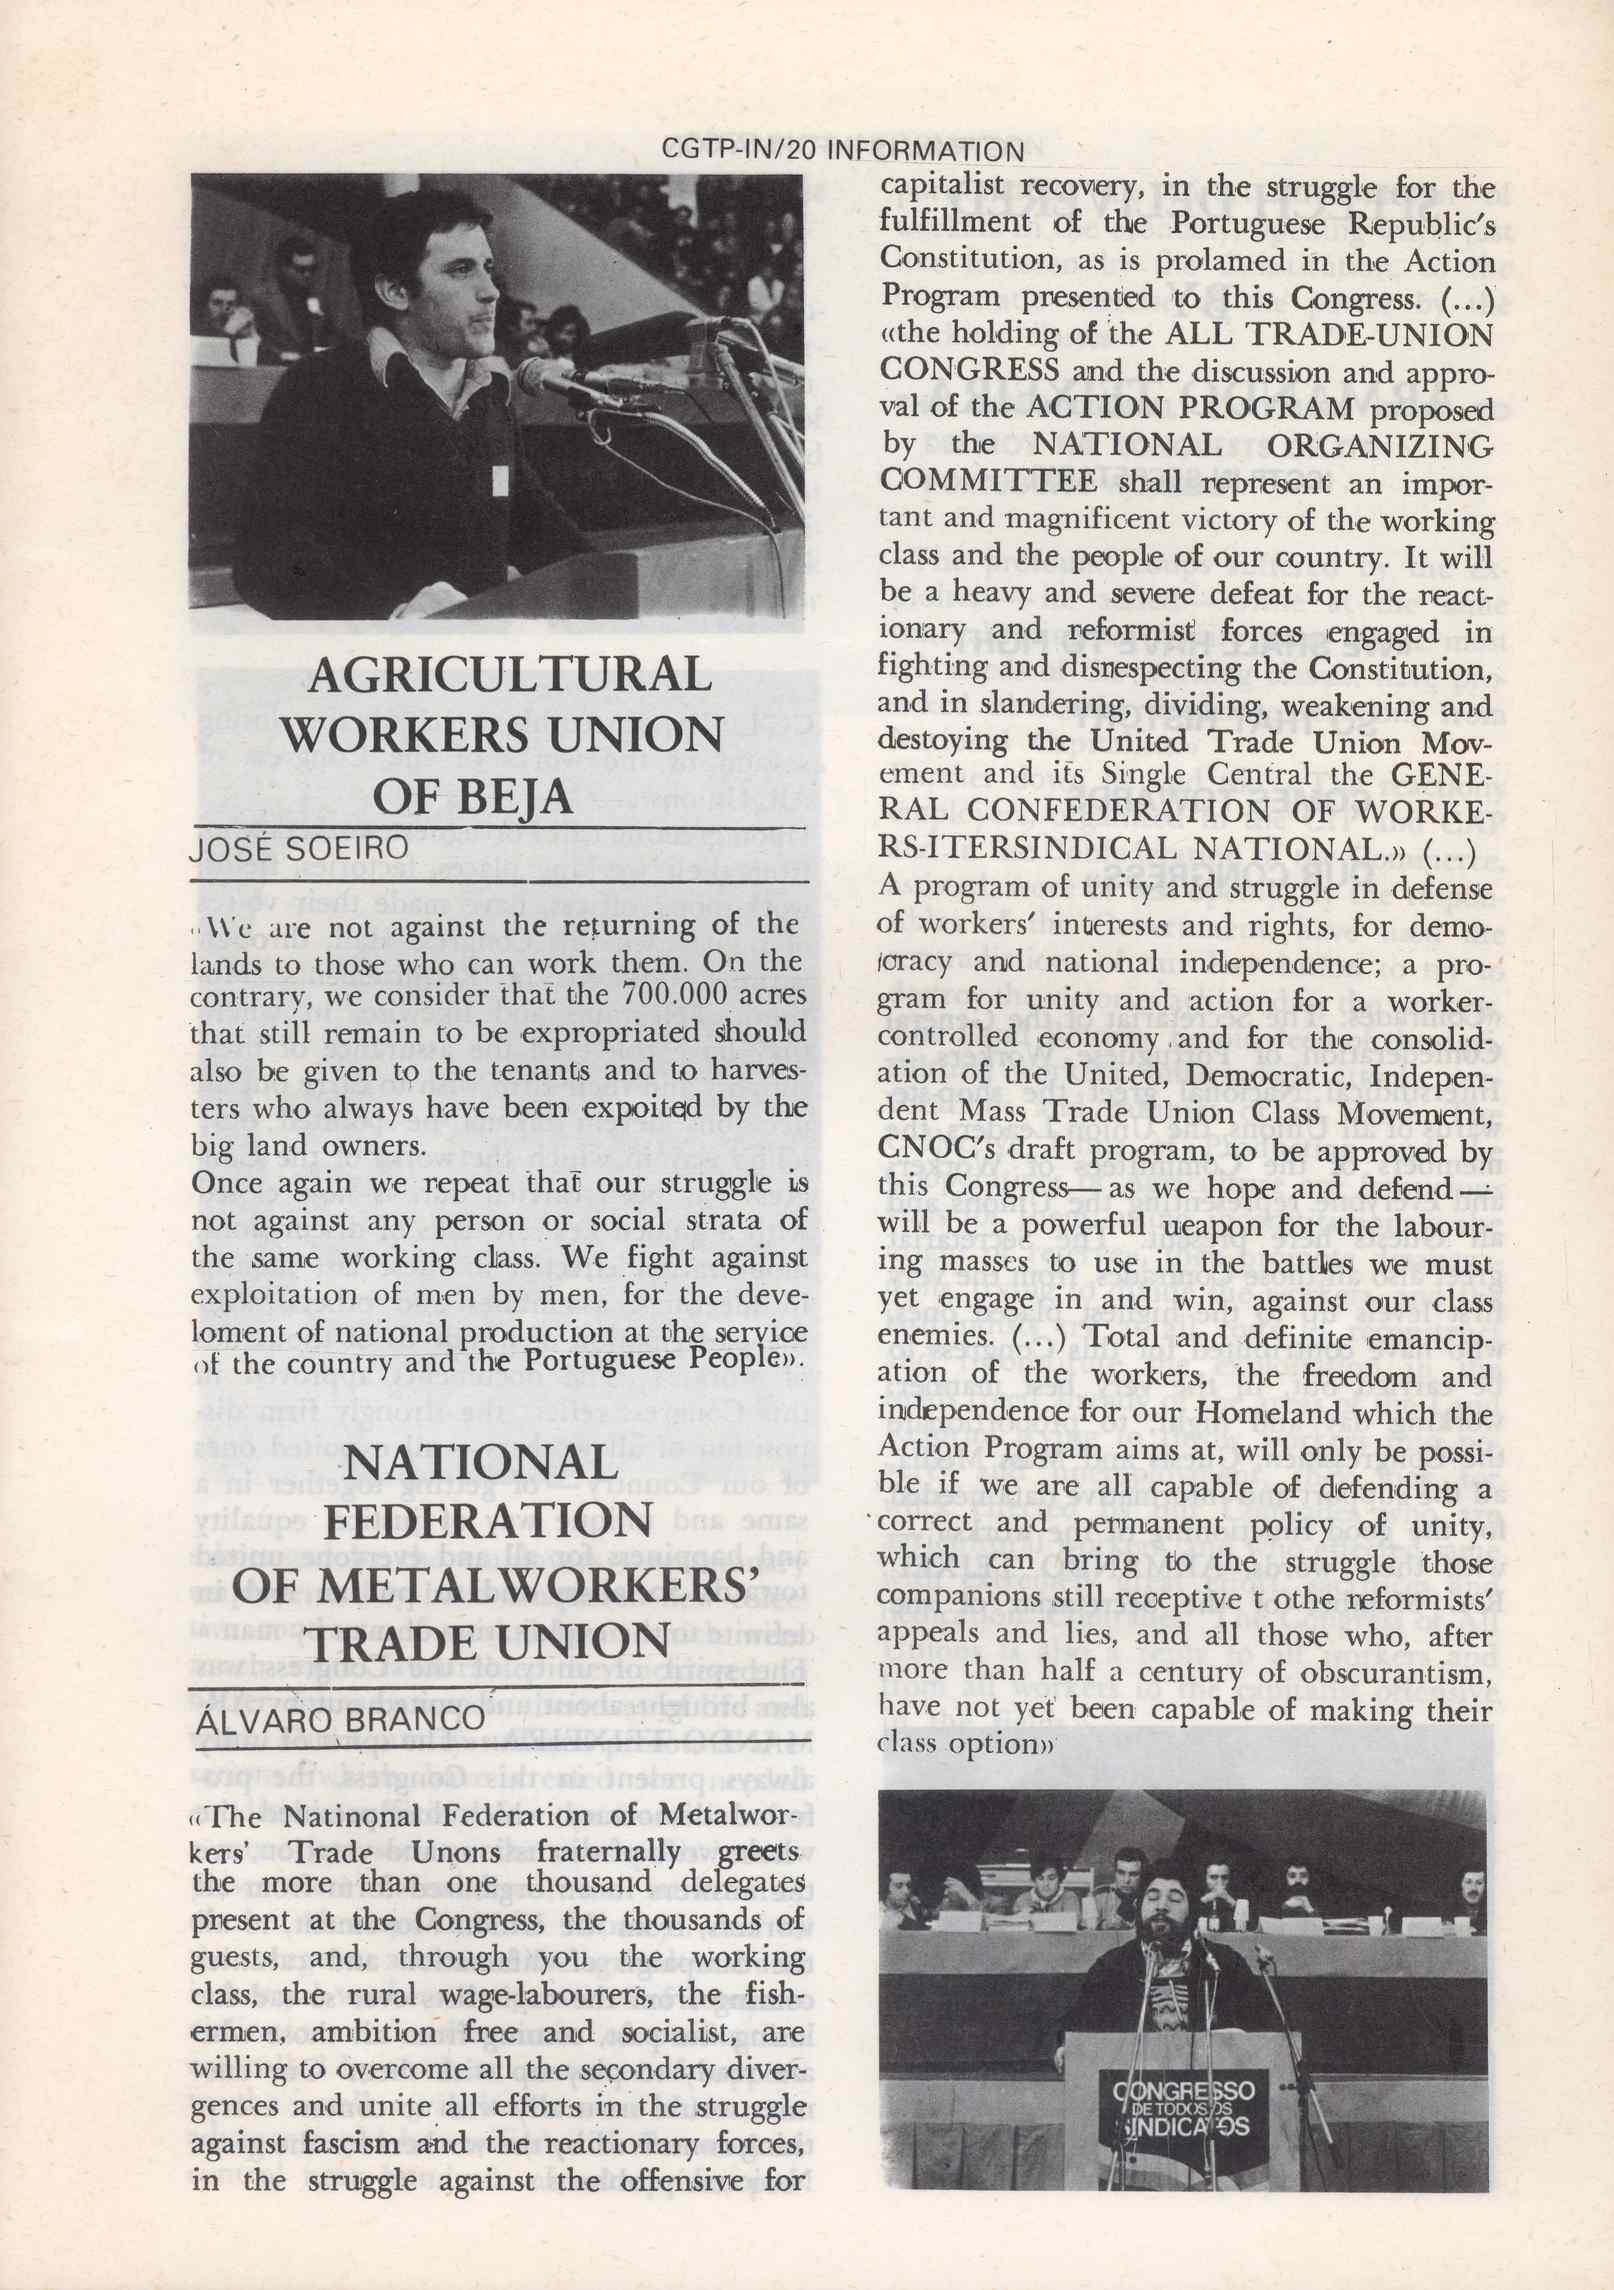 CGTP-IN/20 INFORMATION
AGRICULTURAL
WORKERS UNION
OF BEJA
JOSÉ SOEIRO
«We are not against the returning of the
lands to those who can work them. On the
contrary, we consider that the 700.000 acres
that still remain to be expropriated should
also be given to the tenants and to harves-
ters who always have been expoited by the
big land owners.
Once again we repeat that our struggle is
not against any person or social strata of
the same working class. We fight against
exploitation of men by men, for the deve-
loment of national production at the service
of the country and the Portuguese People».
NATIONAL
FEDERATION
OF METALWORKERS'
TRADE UNION
ÁLVARO BRANCO
«The Natinonal Federation of Metalwor-
kers' Trade Unons fraternally greets
the more than one thousand delegates
present at the Congress, the thousands of
guests, and, through you the working
class, the rural wage-labourers, the fish-
ermen, ambition free and socialist, are
willing to overcome all the secondary diver-
gences and unite all efforts in the struggle
against fascism and the reactionary forces,
in the struggle against the offensive for
capitalist recovery, in the struggle for the
fulfillment of the Portuguese Republic's
Constitution, as is prolamed in the Action
Program presented to this Congress. (...)
«the holding of the ALL TRADE-UNION
CONGRESS and the discussion and appro-
val of the ACTION PROGRAM proposed
by the NATIONAL ORGANIZING
COMMITTEE shall represent an impor-
tant and magnificent victory of the working
class and the people of our country. It will
be a heavy and severe defeat for the react-
ionary and reformist forces engaged in
fighting and disrespecting the Constitution,
and in slandering, dividing, weakening and
destoying the United Trade Union Mov-
ement and its Single Central the GENE-
RAL CONFEDERATION OF WORKE-
RS-ITERSINDICAL NATIONAL.» (...)
A program of unity and struggle in defense
of workers' interests and rights, for demo-
cracy and national independence; a pro-
gram for unity and action for a worker-
controlled economy and for the consolid-
ation of the United, Democratic, Indepen-
dent Mass Trade Union Class Movement,
CNOC's draft program, to be approved by
this Congress— as we hope and defend —
will be a powerful ueapon for the labour-
ing masses to use in the battles we must
yet engage in and win, against our class
enemies. (...) Total and definite emancip-
ation of the workers, the freedom and
independence for our Homeland which the
Action Program aims at, will only be possi-
ble if we are all capable of defending a
correct and permanent policy of unity,
which can bring to the struggle those
companions still receptive t othe reformists'
appeals and lies, and all those who, after
more than half a century of obscurantism,
have not yet been capable of making their
class option»
CONGRESSO
DE TODOS OS
SINDICATOS